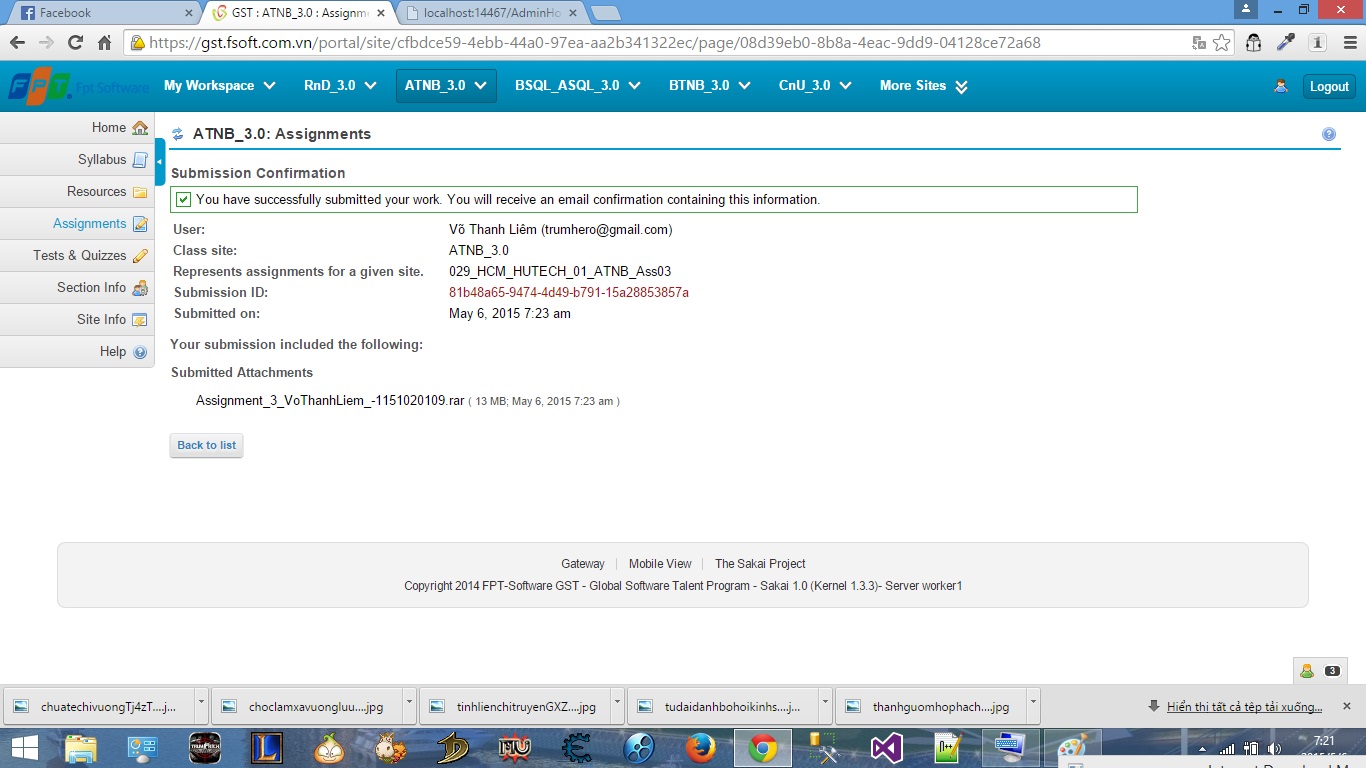 Facebook
GST : ATNB_3.0 : Assignm
localhost:14467/AdminHo
https://gst.fsoft.com.vn/portal/site/cfbdce59-4ebb-44a0-97ea-aa2b341322ec/page/08d39eb0-8b8a-4eac-9dd9-04128ce72a68
FPT Fpt Software
My Workspace
RnD_3.0
ATNB_3.0
BSQL_ASQL_3.0
BTNB_3.0
CnU_3.0
More Sites
Logout
Home
Syllabus
Resources
Assignments
Tests & Quizzes
Section Info
Site Info
Help
ATNB_3.0: Assignments
Submission Confirmation
You have successfully submitted your work. You will receive an email confirmation containing this information.
User: Võ Thanh Liêm (trumhero@gmail.com)
Class site: ATNB_3.0
Represents assignments for a given site. 029_HCM_HUTECH_01_ATNB_Ass03
Submission ID: 81b48a65-9474-4d49-b791-15a28853857a
Submitted on: May 6, 2015 7:23 am
Your submission included the following:
Submitted Attachments
Assignment_3_VoThanhLiem_-1151020109.rar ( 13 MB; May 6, 2015 7:23 am )
Back to list
Gateway | Mobile View | The Sakai Project
Copyright 2014 FPT-Software GST - Global Software Talent Program - Sakai 1.0 (Kernel 1.3.3)- Server worker1
3
chuatechivuongTj4zT....j...
choclamxavuongluu....jpg
tinhlienchitruyenGXZ....jpg
tudaidanhbohoikinhs....j...
thanhguomhophach....jpg
Hiển thị tất cả tệp tải xuống...
7:21